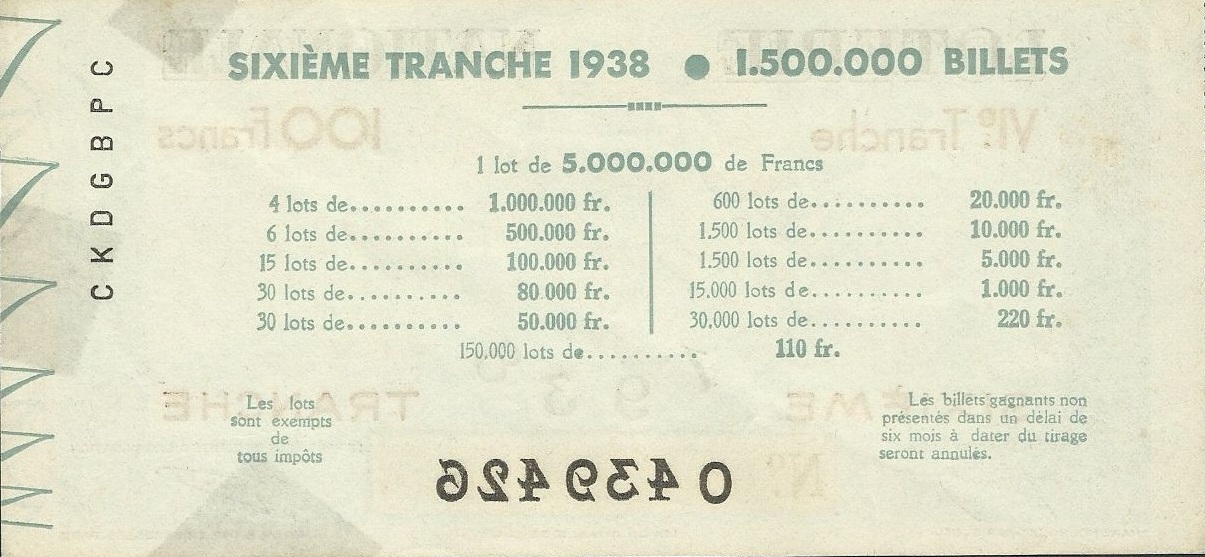 CKDGBPC
SIXIÈME TRANCHE 1938 ● 1.500.000 BILLETS
1 lot de 5.000.000 de Francs
4 lots de.......... 1.000.000 fr.
6 lots de.......... 500.000 fr.
15 lots de.......... 100.000 fr.
30 lots de.......... 80.000 fr.
30 lots de.......... 50.000 fr.
600 lots de.......... 20.000 fr.
1.500 lots de.......... 10.000 fr.
1.500 lots de.......... 5.000 fr.
15.000 lots de.......... 1.000 fr.
30.000 lots de.......... 220 fr.
150.000 lots de.......... 110 fr.
Les lots
sont exempts
de
tous impôts
Les billets gagnants non
présentés dans un délai de
six mois à dater du tirage
seront annulés.
0439426